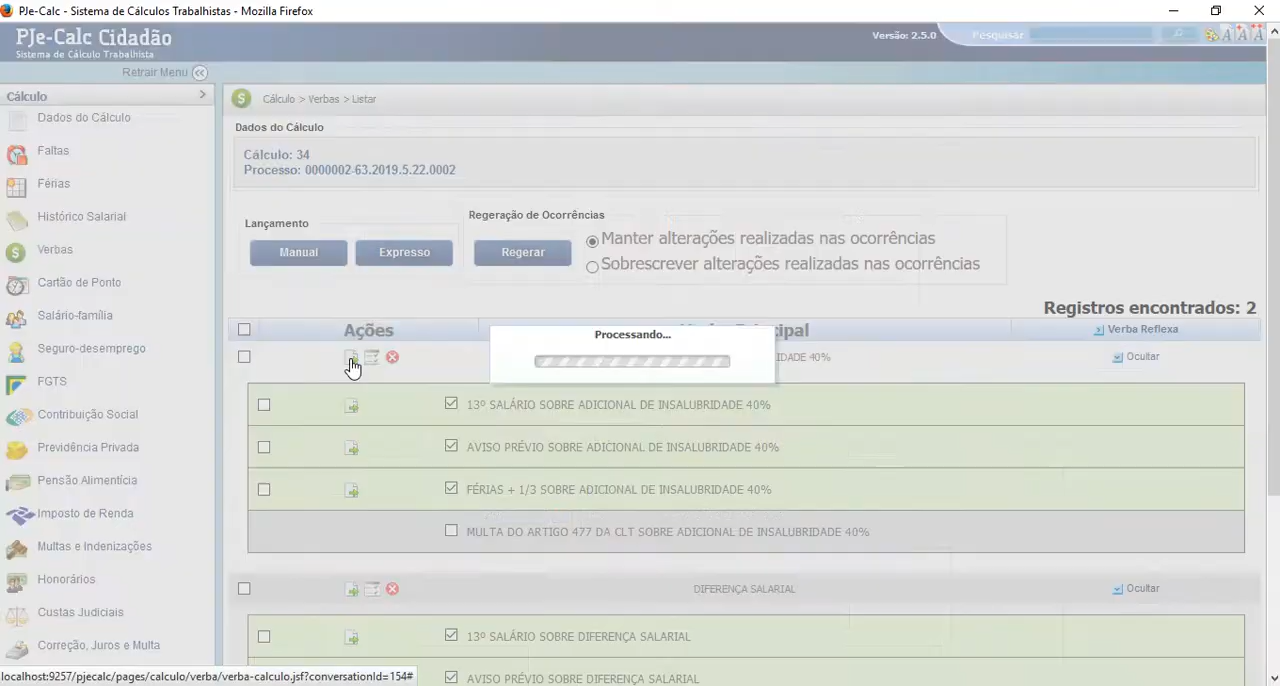 PJe-Calc - Sistema de Cálculos Trabalhistas - Mozilla Firefox
PJe-Calc Cidadão
Sistema de Cálculo Trabalhista
Versão: 2.5.0
Pesquisar
Retrair Menu
Cálculo
Dados do Cálculo
Faltas
Férias
Histórico Salarial
Verbas
Cartão de Ponto
Salário-família
Seguro-desemprego
FGTS
Contribuição Social
Previdência Privada
Pensão Alimentícia
Imposto de Renda
Multas e Indenizações
Honorários
Custas Judiciais
Correção, Juros e Multa
Cálculo > Verbas > Listar
Dados do Cálculo
Cálculo: 34
Processo: 0000002-63.2019.5.22.0002
Lançamento
Manual
Expresso
Regeração de Ocorrências
Regerar
Manter alterações realizadas nas ocorrências
Sobrescrever alterações realizadas nas ocorrências
Registros encontrados: 2
Ações
Verba Reflexa
Processando...
IDADE 40%
Ocultar
13º SALÁRIO SOBRE ADICIONAL DE INSALUBRIDADE 40%
AVISO PRÉVIO SOBRE ADICIONAL DE INSALUBRIDADE 40%
FÉRIAS + 1/3 SOBRE ADICIONAL DE INSALUBRIDADE 40%
MULTA DO ARTIGO 477 DA CLT SOBRE ADICIONAL DE INSALUBRIDADE 40%
DIFERENÇA SALARIAL
Ocultar
13º SALÁRIO SOBRE DIFERENÇA SALARIAL
AVISO PRÉVIO SOBRE DIFERENÇA SALARIAL
localhost:9257/pjecalc/pages/calculo/verba/verba-calculo.jsf?conversationId=154#